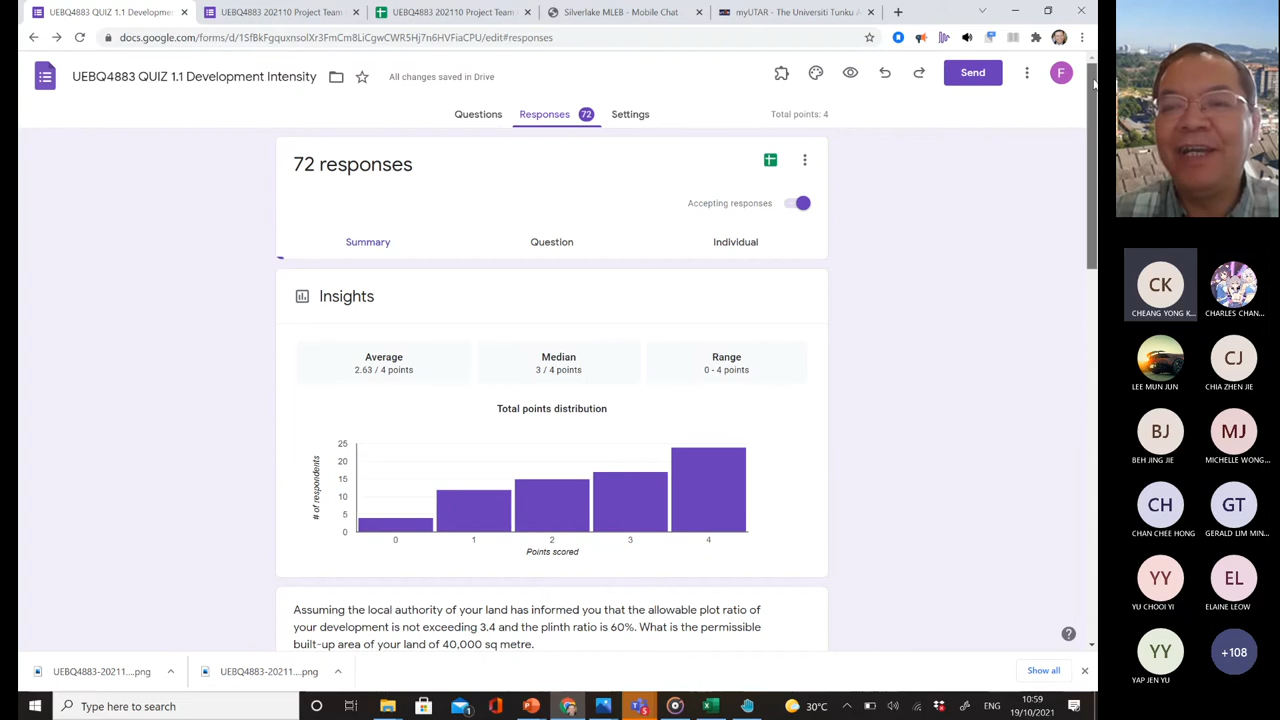 UEBQ4883 QUIZ 1.1 Developmen
UEBQ4883 202110 Project Team
UEBQ4883 202110 Project Team
Silverlake MLEB - Mobile Chat
myUTAR - The Universiti Tunku A
docs.google.com/forms/d/1SfBkFgquxnsolXr3FmCm8LiCgwCWR5Hj7n6HVFiaCPU/edit#responses
UEBQ4883 QUIZ 1.1 Development Intensity
All changes saved in Drive
Send
F
Questions
Responses 72
Settings
Total points: 4
72 responses
Accepting responses
Summary
Question
Individual
Insights
Average
2.63 / 4 points
Median
3 / 4 points
Range
0 - 4 points
Total points distribution
# of respondents
25
20
15
10
5
0
0
1
2
3
4
Points scored
Assuming the local authority of your land has informed you that the allowable plot ratio of
your development is not exceeding 3.4 and the plinth ratio is 60%. What is the permissible
built-up area of your land of 40,000 sq metre.
UEBQ4883-20211....png
UEBQ4883-20211....png
Show all
Type here to search
30°C
ENG
10:59
19/10/2021
CK
CHEANG YONG K...
CHARLES CHAN...
LEE MUN JUN
CJ
CHIA ZHEN JIE
BJ
BEH JING JIE
MJ
MICHELLE WONG...
CH
CHAN CHEE HONG
GT
GERALD LIM MIN...
YY
YU CHOOI YI
EL
ELAINE LEOW
YY
YAP JEN YU
+108